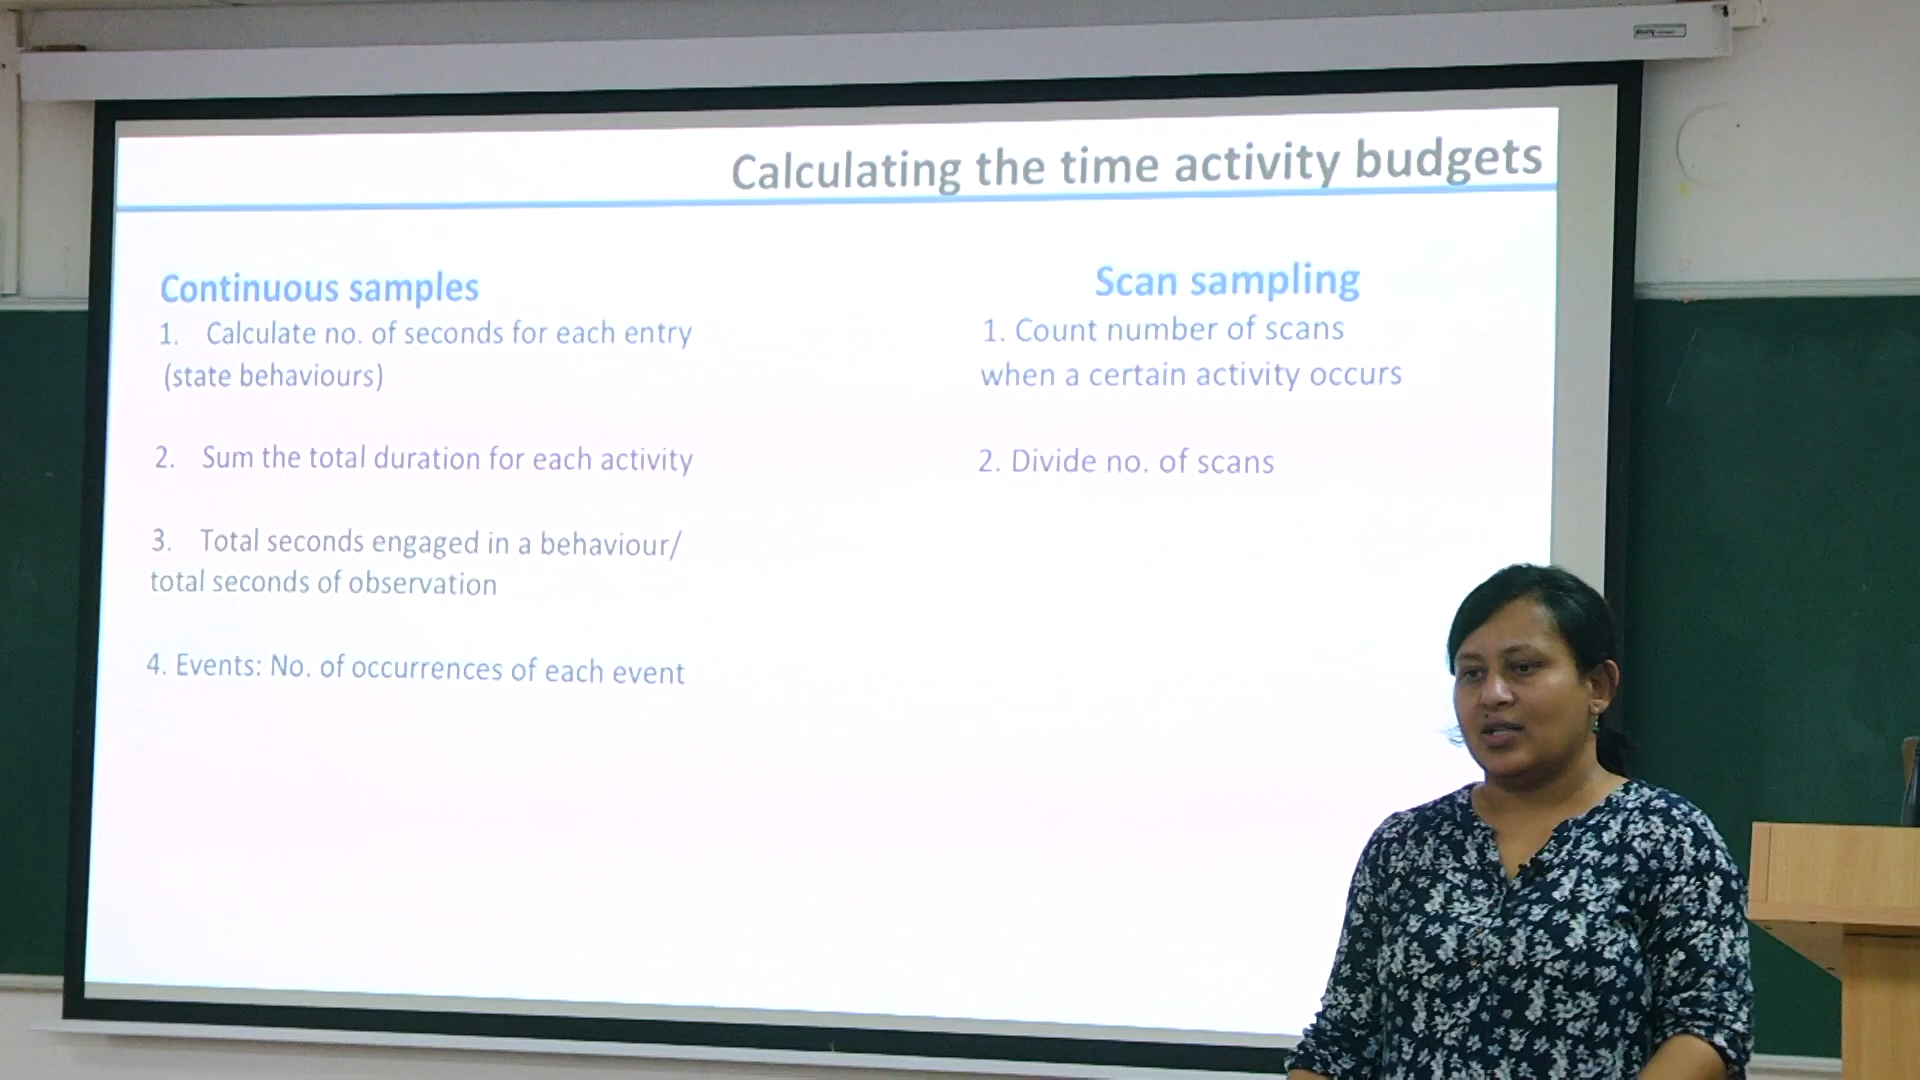 Calculating the time activity budgets
Continuous samples
1. Calculate no. of seconds for each entry
(state behaviours)
2. Sum the total duration for each activity
3. Total seconds engaged in a behaviour/
total seconds of observation
4. Events: No. of occurrences of each event
Scan sampling
1. Count number of scans
when a certain activity occurs
2. Divide no. of scans